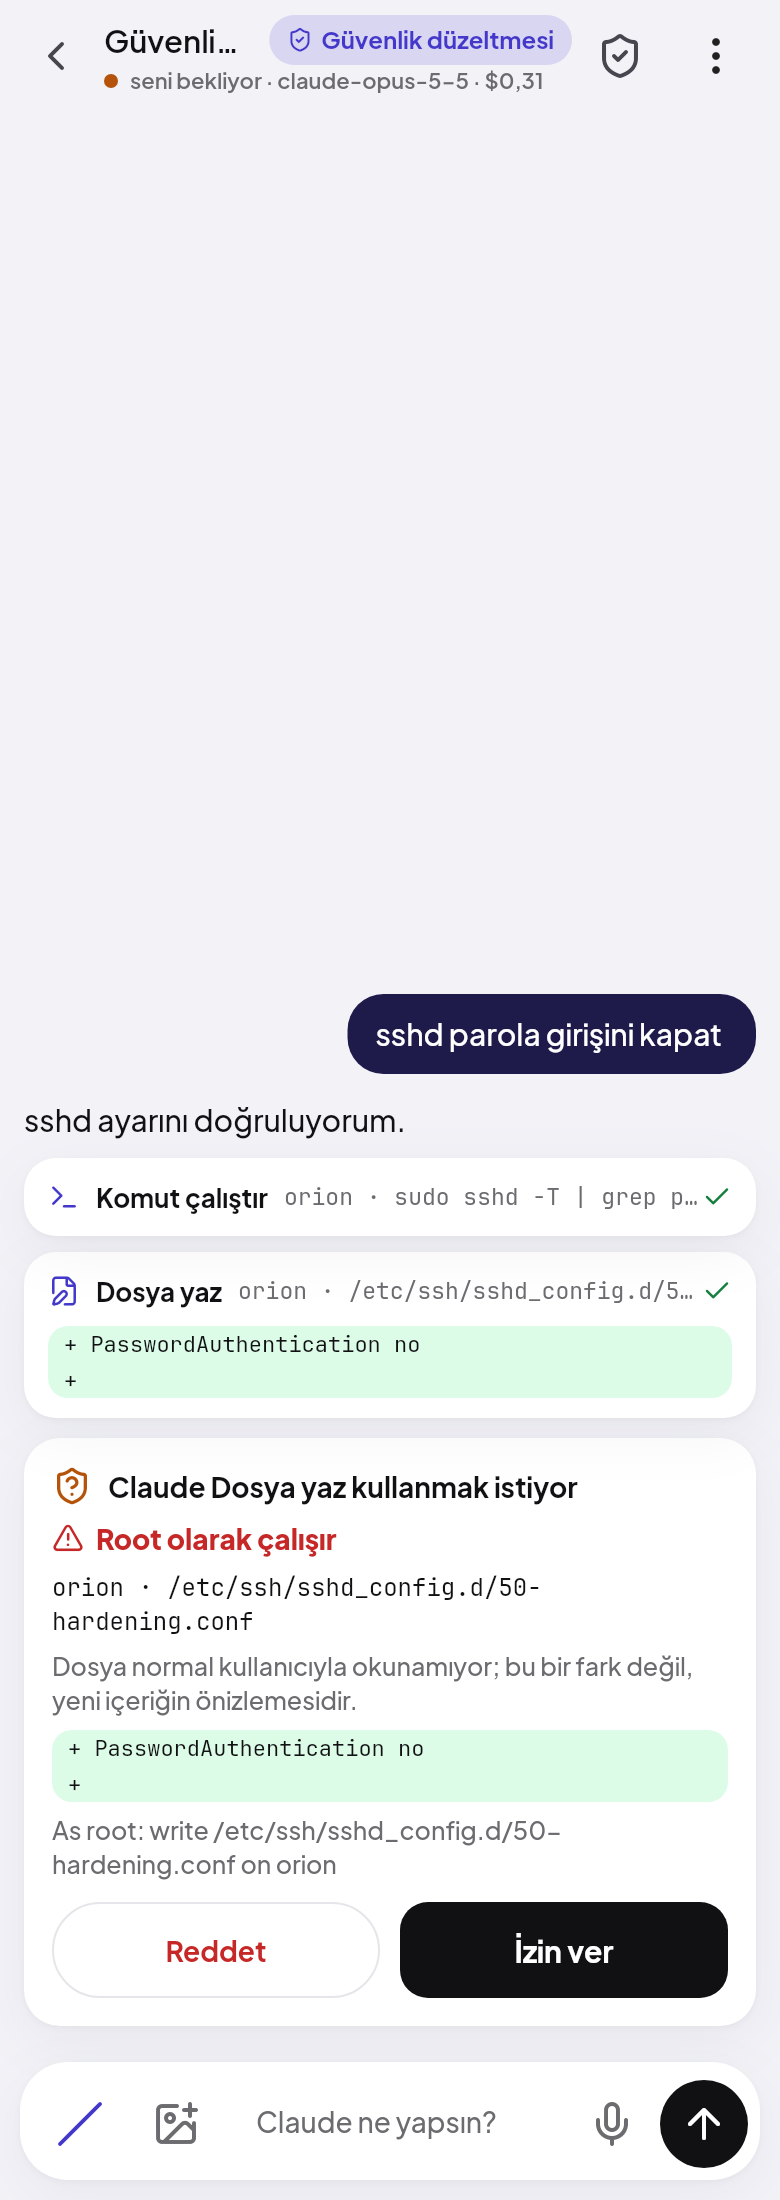 Güvenli...
Güvenlik düzeltmesi
seni bekliyor · claude-opus-5-5 · $0,31
sshd parola girişini kapat
sshd ayarını doğruluyorum.
Komut çalıştır orion · sudo sshd -T | grep p…
Dosya yaz orion · /etc/ssh/sshd_config.d/5…
+ PasswordAuthentication no
+
Claude Dosya yaz kullanmak istiyor
Root olarak çalışır
orion · /etc/ssh/sshd_config.d/50-
hardening.conf
Dosya normal kullanıcıyla okunamıyor; bu bir fark değil,
yeni içeriğin önizlemesidir.
+ PasswordAuthentication no
+
As root: write /etc/ssh/sshd_config.d/50-
hardening.conf on orion
Reddet
İzin ver
Claude ne yapsın?